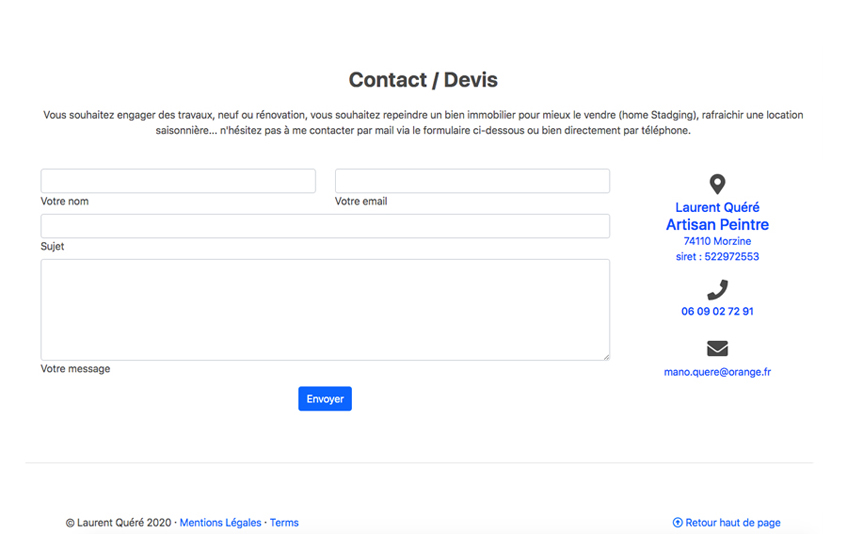 Contact / Devis
Vous souhaitez engager des travaux, neuf ou rénovation, vous souhaitez repeindre un bien immobilier pour mieux le vendre (home Stadging), rafraichir une location
saisonnière... n'hésitez pas à me contacter par mail via le formulaire ci-dessous ou bien directement par téléphone.
Votre nom
Votre email
Sujet
Votre message
Envoyer
Laurent Quéré
Artisan Peintre
74110 Morzine
siret : 522972553
06 09 02 72 91
mano.quere@orange.fr
© Laurent Quéré 2020 · Mentions Légales · Terms
Retour haut de page